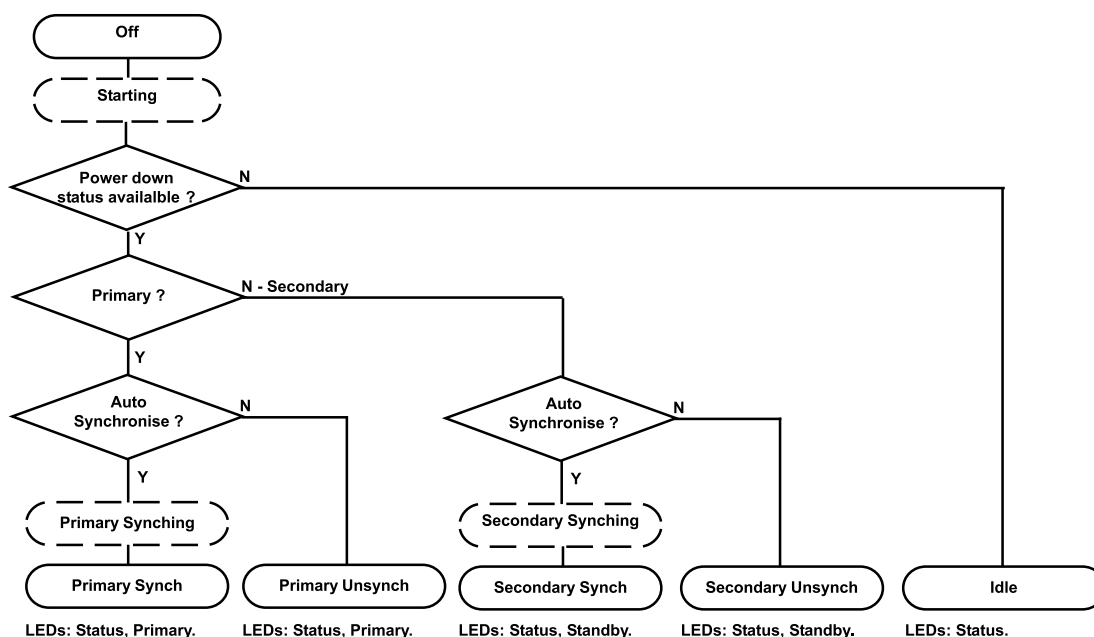 Off
Starting
Power down
status availalble ?
N
Y
Primary ?
N - Secondary
Y
Auto
Synchronise ?
N
Auto
Synchronise ?
N
Y
Y
Primary Synching
Secondary Synching
Primary Synch
Primary Unsynch
Secondary Synch
Secondary Unsynch
Idle
LEDs: Status, Primary.
LEDs: Status, Primary.
LEDs: Status, Standby.
LEDs: Status, Standby.
LEDs: Status.